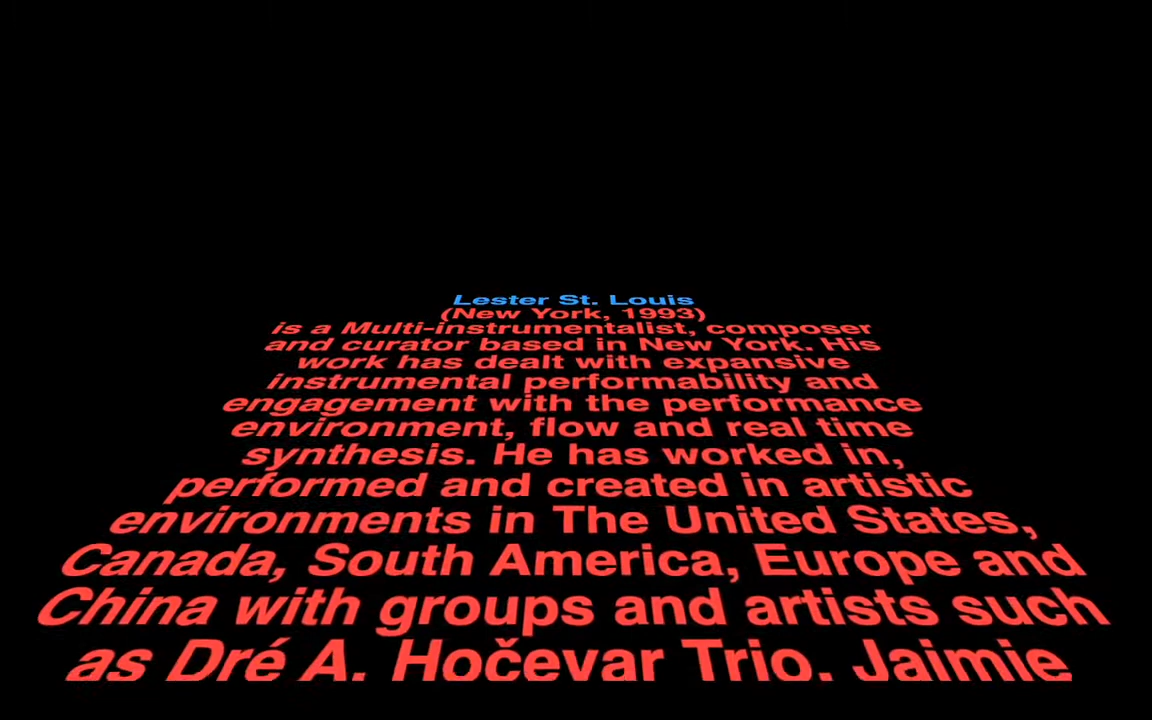 Lester St. Louis
(New York, 1993)
is a Multi-instrumentalist, composer
and curator based in New York. His
work has dealt with expansive
instrumental performability and
engagement with the performance
environment, flow and real time
synthesis. He has worked in,
performed and created in artistic
environments in The United States,
Canada, South America, Europe and
China with groups and artists such
as Dré A. Hočevar Trio. Jaimie